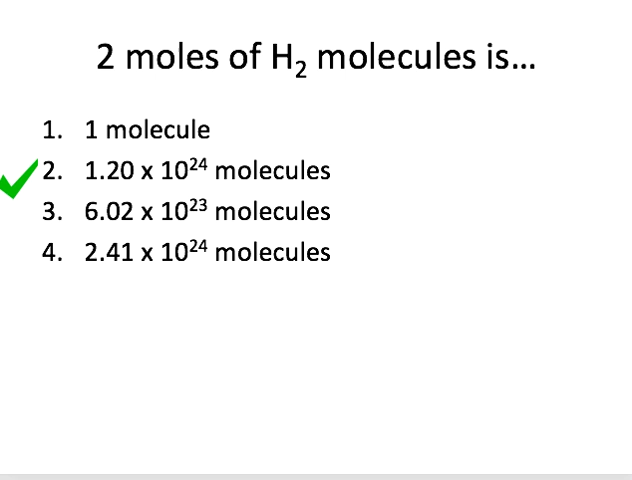 2 moles of H₂ molecules is...
1. 1 molecule
2. 1.20 x 10²⁴ molecules
3. 6.02 x 10²³ molecules
4. 2.41 x 10²⁴ molecules